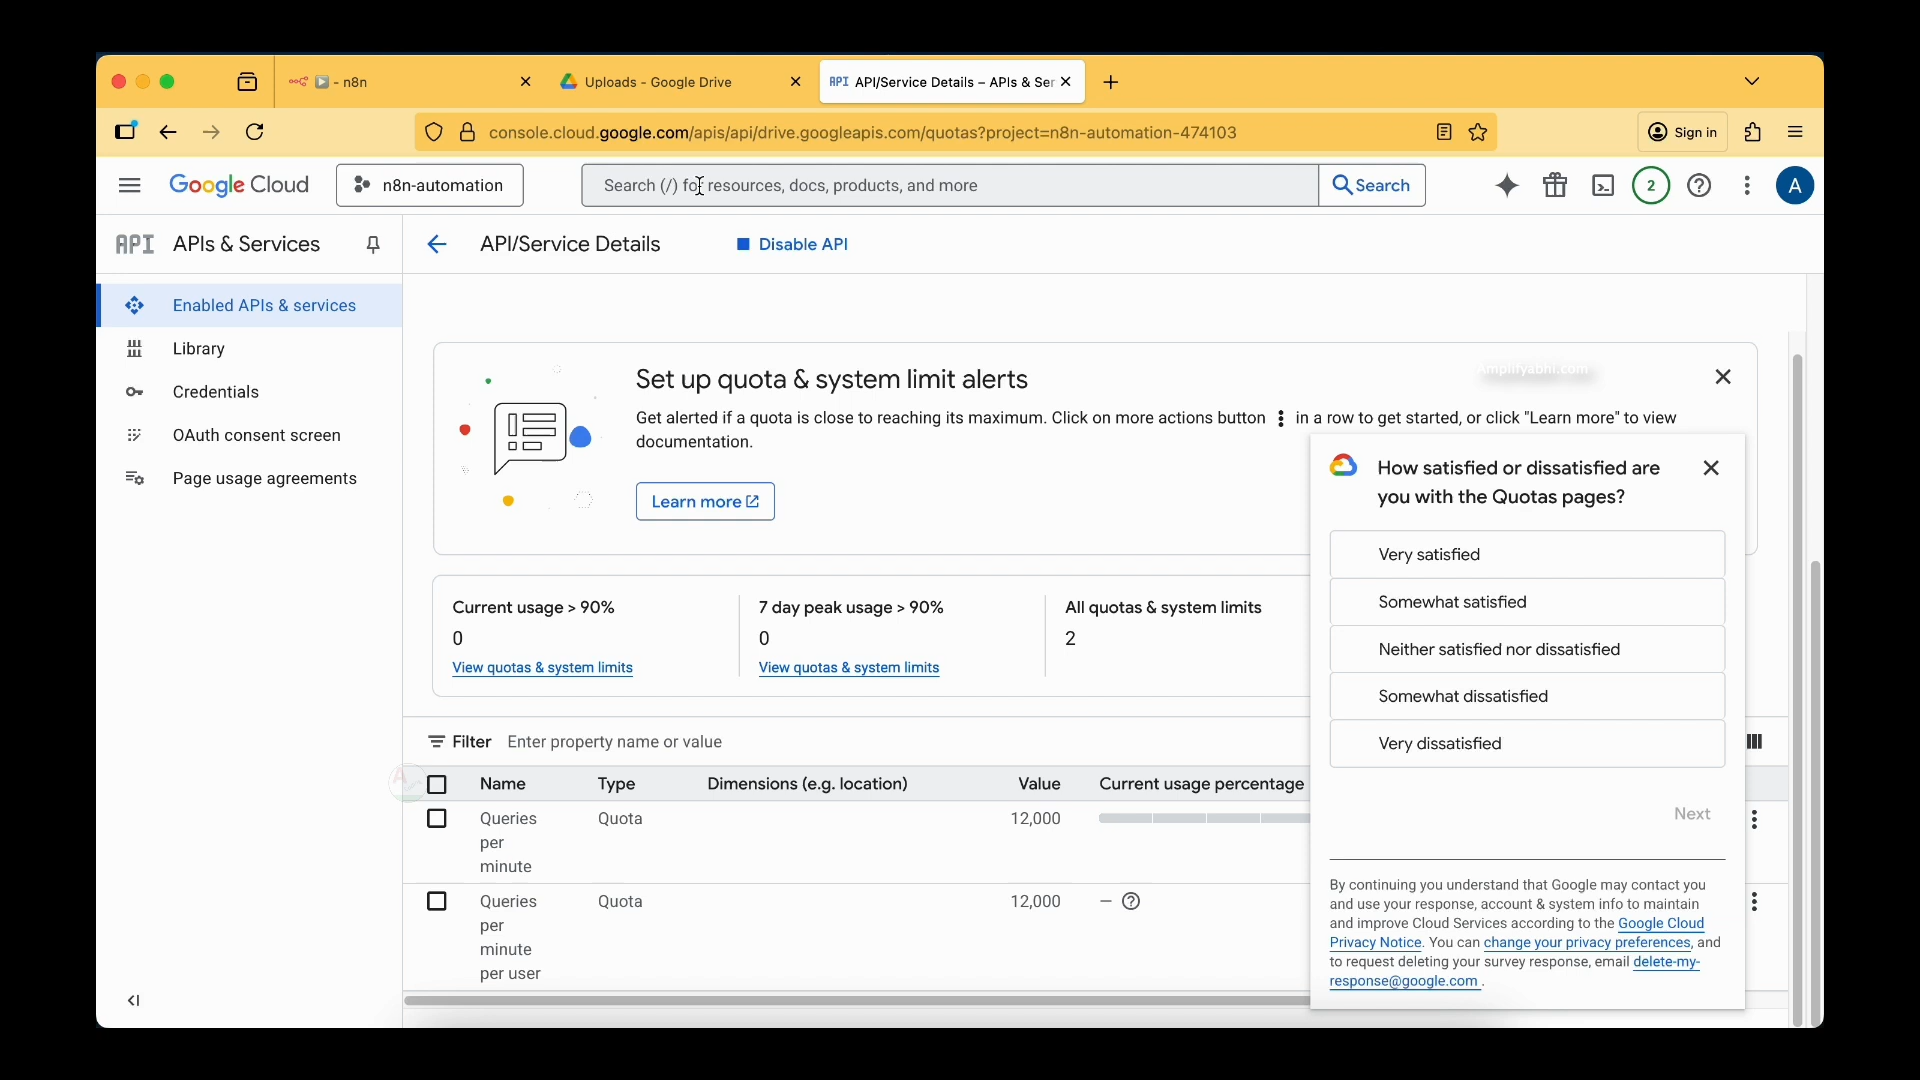 - n8n
Uploads - Google Drive
API API/Service Details – APIs & Ser
console.cloud.google.com/apis/api/drive.googleapis.com/quotas?project=n8n-automation-474103
Sign in
Google Cloud
n8n-automation
Search (/) for resources, docs, products, and more
Search
2
A
API APIs & Services
API/Service Details
Disable API
Enabled APIs & services
Library
Credentials
OAuth consent screen
Page usage agreements
Set up quota & system limit alerts
Amplifyabhi.com
Get alerted if a quota is close to reaching its maximum. Click on more actions button
in a row to get started, or click "Learn more" to view
documentation.
Learn more
How satisfied or dissatisfied are
you with the Quotas pages?
Very satisfied
Somewhat satisfied
Neither satisfied nor dissatisfied
Somewhat dissatisfied
Very dissatisfied
Next
By continuing you understand that Google may contact you
and use your response, account & system info to maintain
and improve Cloud Services according to the Google Cloud
Privacy Notice. You can change your privacy preferences, and
to request deleting your survey response, email delete-my-
response@google.com .
Current usage > 90%
0
View quotas & system limits
7 day peak usage > 90%
0
View quotas & system limits
All quotas & system limits
2
Filter Enter property name or value
Name Type Dimensions (e.g. location) Value Current usage percentage
Queries Quota 12,000
per
minute
Queries Quota 12,000 –
per
minute
per user